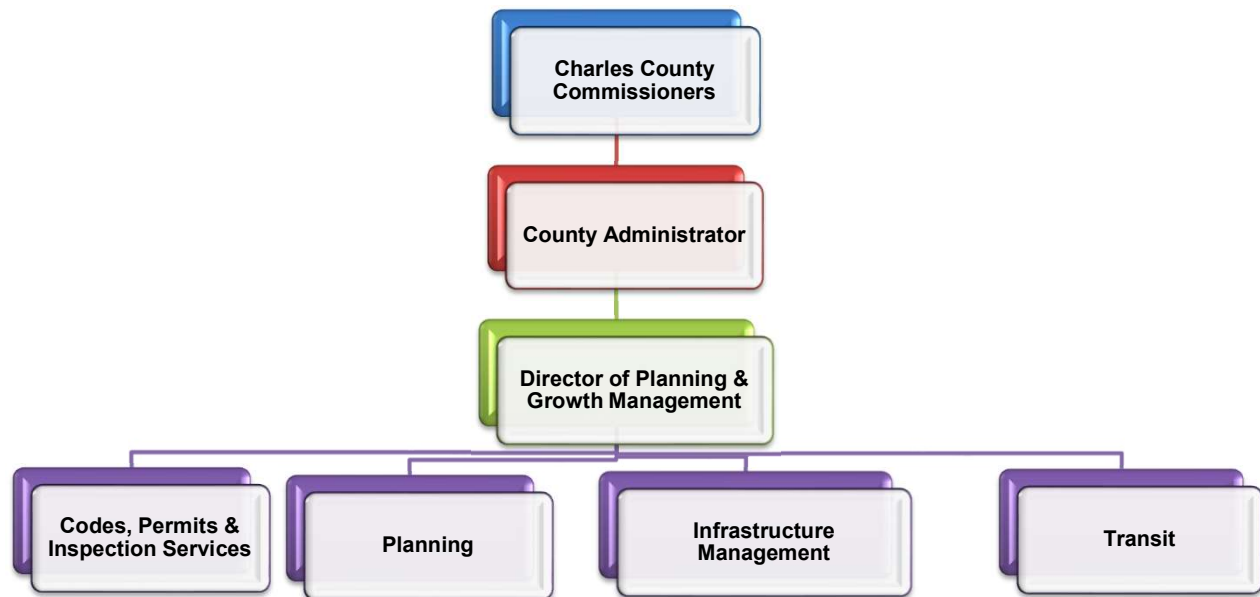 Charles County
Commissioners
County Administrator
Director of Planning &
Growth Management
Codes, Permits &
Inspection Services
Planning
Infrastructure
Management
Transit